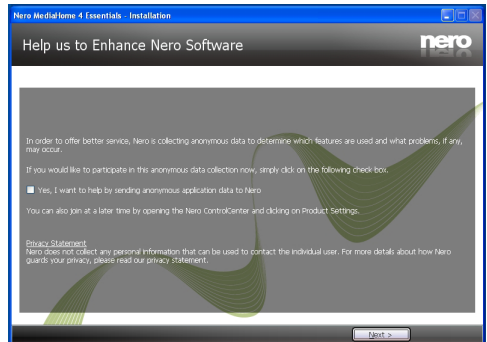 Nero MediaHome 4 Essentials - Installation
Help us to Enhance Nero Software
nero
In order to offer better service, Nero is collecting anonymous data to determine which features are used and what problems, if any,
may occur.
If you would like to participate in this anonymous data collection now, simply click on the following check box.
Yes, I want to help by sending anonymous application data to Nero
You can also join at a later time by opening the Nero ControlCenter and clicking on Product Settings.
Privacy Statement
Nero does not collect any personal information that can be used to contact the individual user. For more details about how Nero
guards your privacy, please read our privacy statement.
Next >